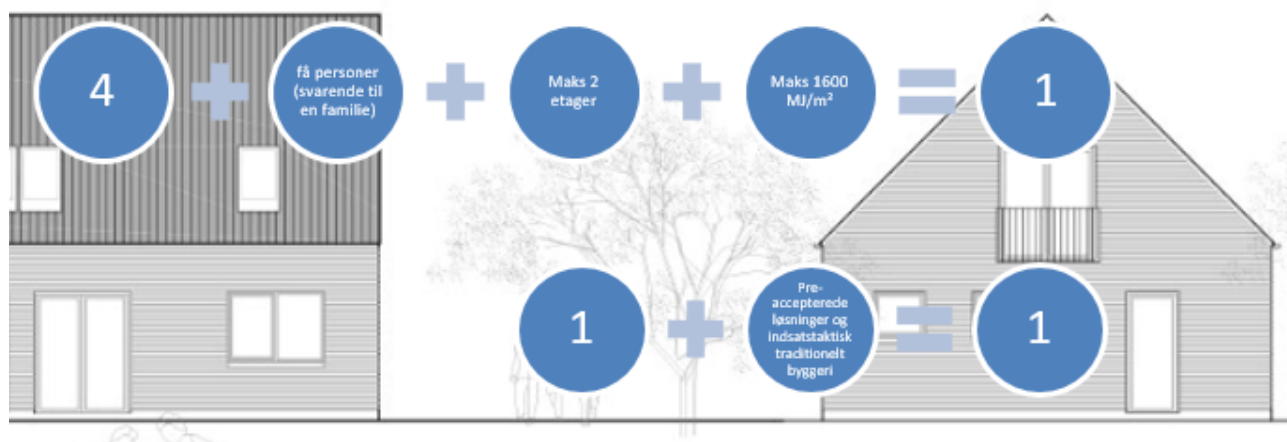 4
få personer
(svarende til
en familie)
Maks 2
etager
Maks 1600
MJ/m²
1
1
Pre-
accepterede
løsninger og
indsatstaktisk
traditionelt
byggeri
1